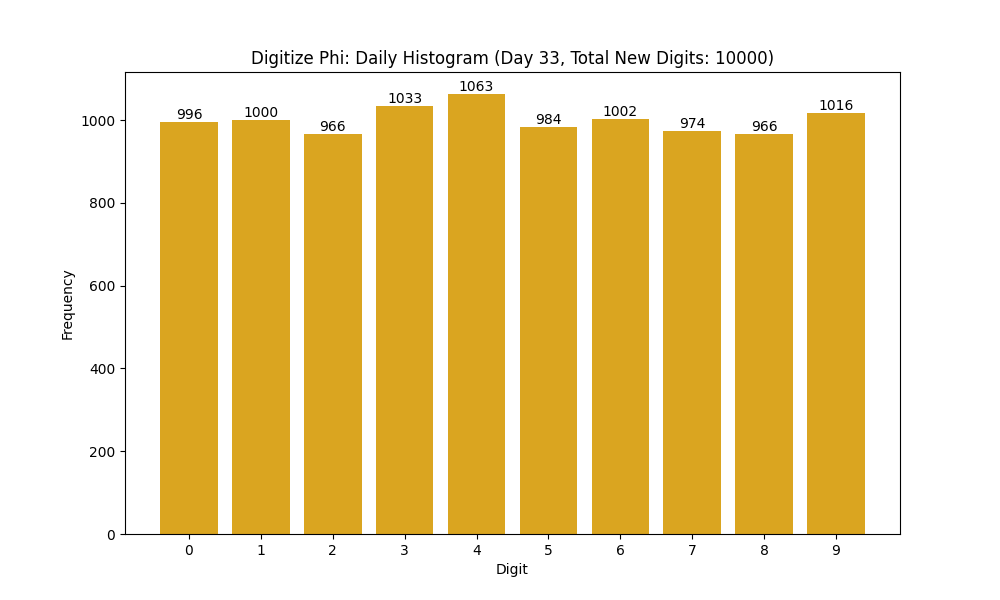 Digitize Phi: Daily Histogram (Day 33, Total New Digits: 10000)
996 1000 966 1033 1063 984 1002 974 966 1016
1000
800
600
400
200
0
Frequency
0 1 2 3 4 5 6 7 8 9
Digit